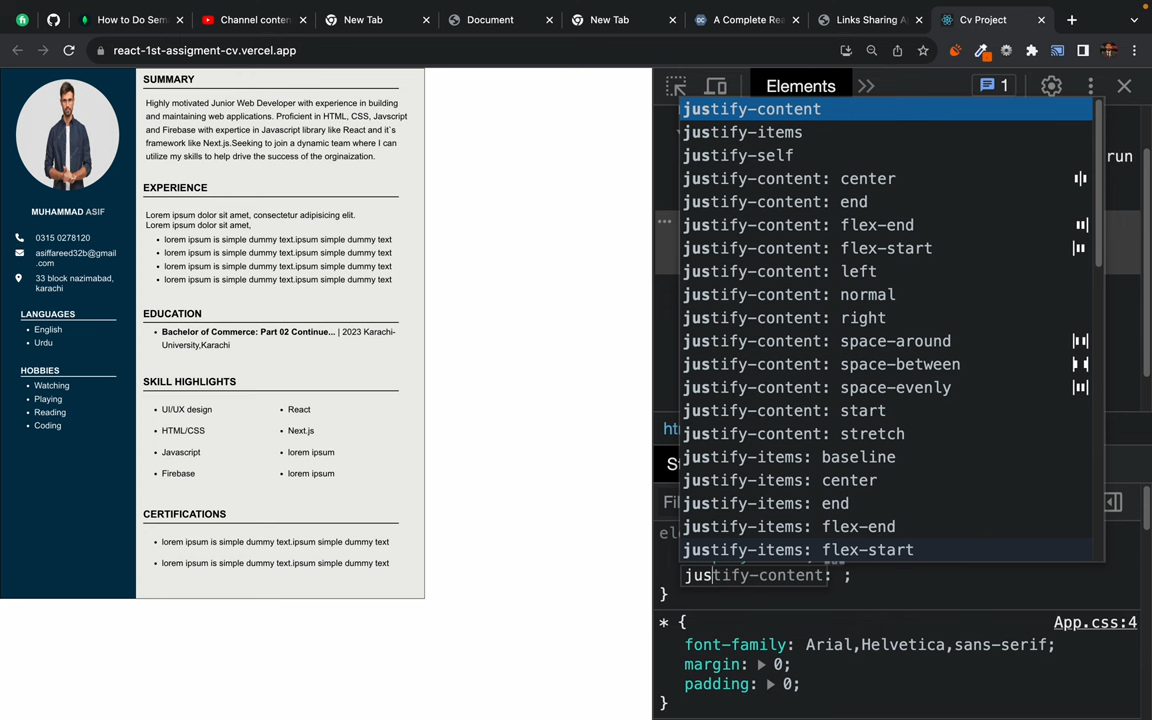 How to Do Sem
Channel conten
New Tab
Document
New Tab
A Complete Rea
Links Sharing A
Cv Project
react-1st-assigment-cv.vercel.app
SUMMARY
Highly motivated Junior Web Developer with experience in building
and maintaining web applications. Proficient in HTML, CSS, Javscript
and Firebase with expertice in Javascript library like React and it`s
framework like Next.js.Seeking to join a dynamic team where I can
utilize my skills to help drive the success of the orginaization.
EXPERIENCE
Lorem ipsum dolor sit amet, consectetur adipisicing elit.
Lorem ipsum dolor sit amet,
lorem ipsum is simple dummy text.ipsum simple dummy text
lorem ipsum is simple dummy text.ipsum simple dummy text
lorem ipsum is simple dummy text.ipsum simple dummy text
lorem ipsum is simple dummy text.ipsum simple dummy text
EDUCATION
Bachelor of Commerce: Part 02 Continue... | 2023 Karachi-
University,Karachi
SKILL HIGHLIGHTS
UI/UX design
HTML/CSS
Javascript
Firebase
React
Next.js
lorem ipsum
lorem ipsum
CERTIFICATIONS
lorem ipsum is simple dummy text.ipsum simple dummy text
lorem ipsum is simple dummy text.ipsum simple dummy text
MUHAMMAD ASIF
0315 0278120
asiffareed32b@gmail
.com
33 block nazimabad,
karachi
LANGUAGES
English
Urdu
HOBBIES
Watching
Playing
Reading
Coding
Elements
1
justify-content
justify-items
justify-self
justify-content: center
justify-content: end
justify-content: flex-end
justify-content: flex-start
justify-content: left
justify-content: normal
justify-content: right
justify-content: space-around
justify-content: space-between
justify-content: space-evenly
justify-content: start
justify-content: stretch
justify-items: baseline
justify-items: center
justify-items: end
justify-items: flex-end
justify-items: flex-start
run
justify-content: ;
}
* {
App.css:4
font-family: Arial,Helvetica,sans-serif;
margin: 0;
padding: 0;
}